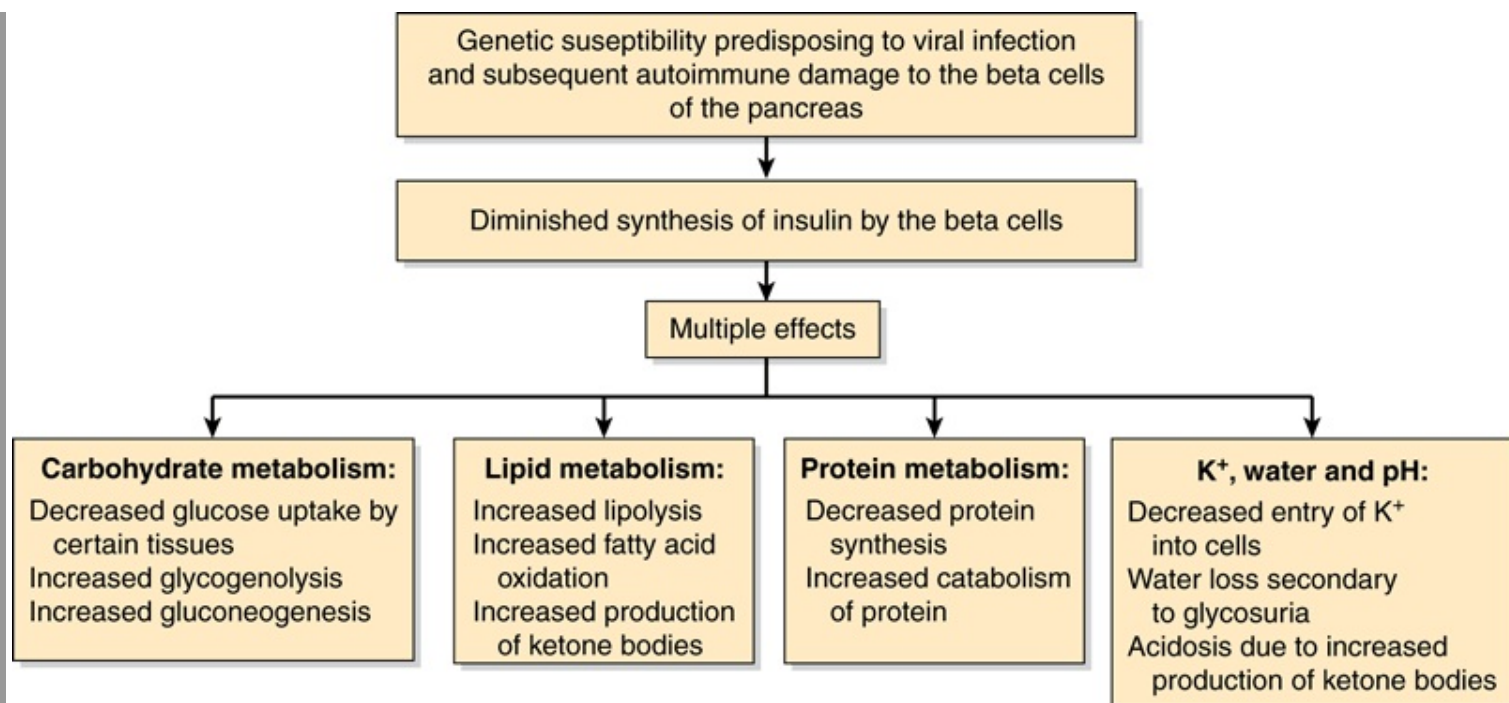 Genetic suseptibility predisposing to viral infection
and subsequent autoimmune damage to the beta cells
of the pancreas
Diminished synthesis of insulin by the beta cells
Multiple effects
Carbohydrate metabolism:
Decreased glucose uptake by
certain tissues
Increased glycogenolysis
Increased gluconeogenesis
Lipid metabolism:
Increased lipolysis
Increased fatty acid
oxidation
Increased production
of ketone bodies
Protein metabolism:
Decreased protein
synthesis
Increased catabolism
of protein
K⁺, water and pH:
Decreased entry of K⁺
into cells
Water loss secondary
to glycosuria
Acidosis due to increased
production of ketone bodies